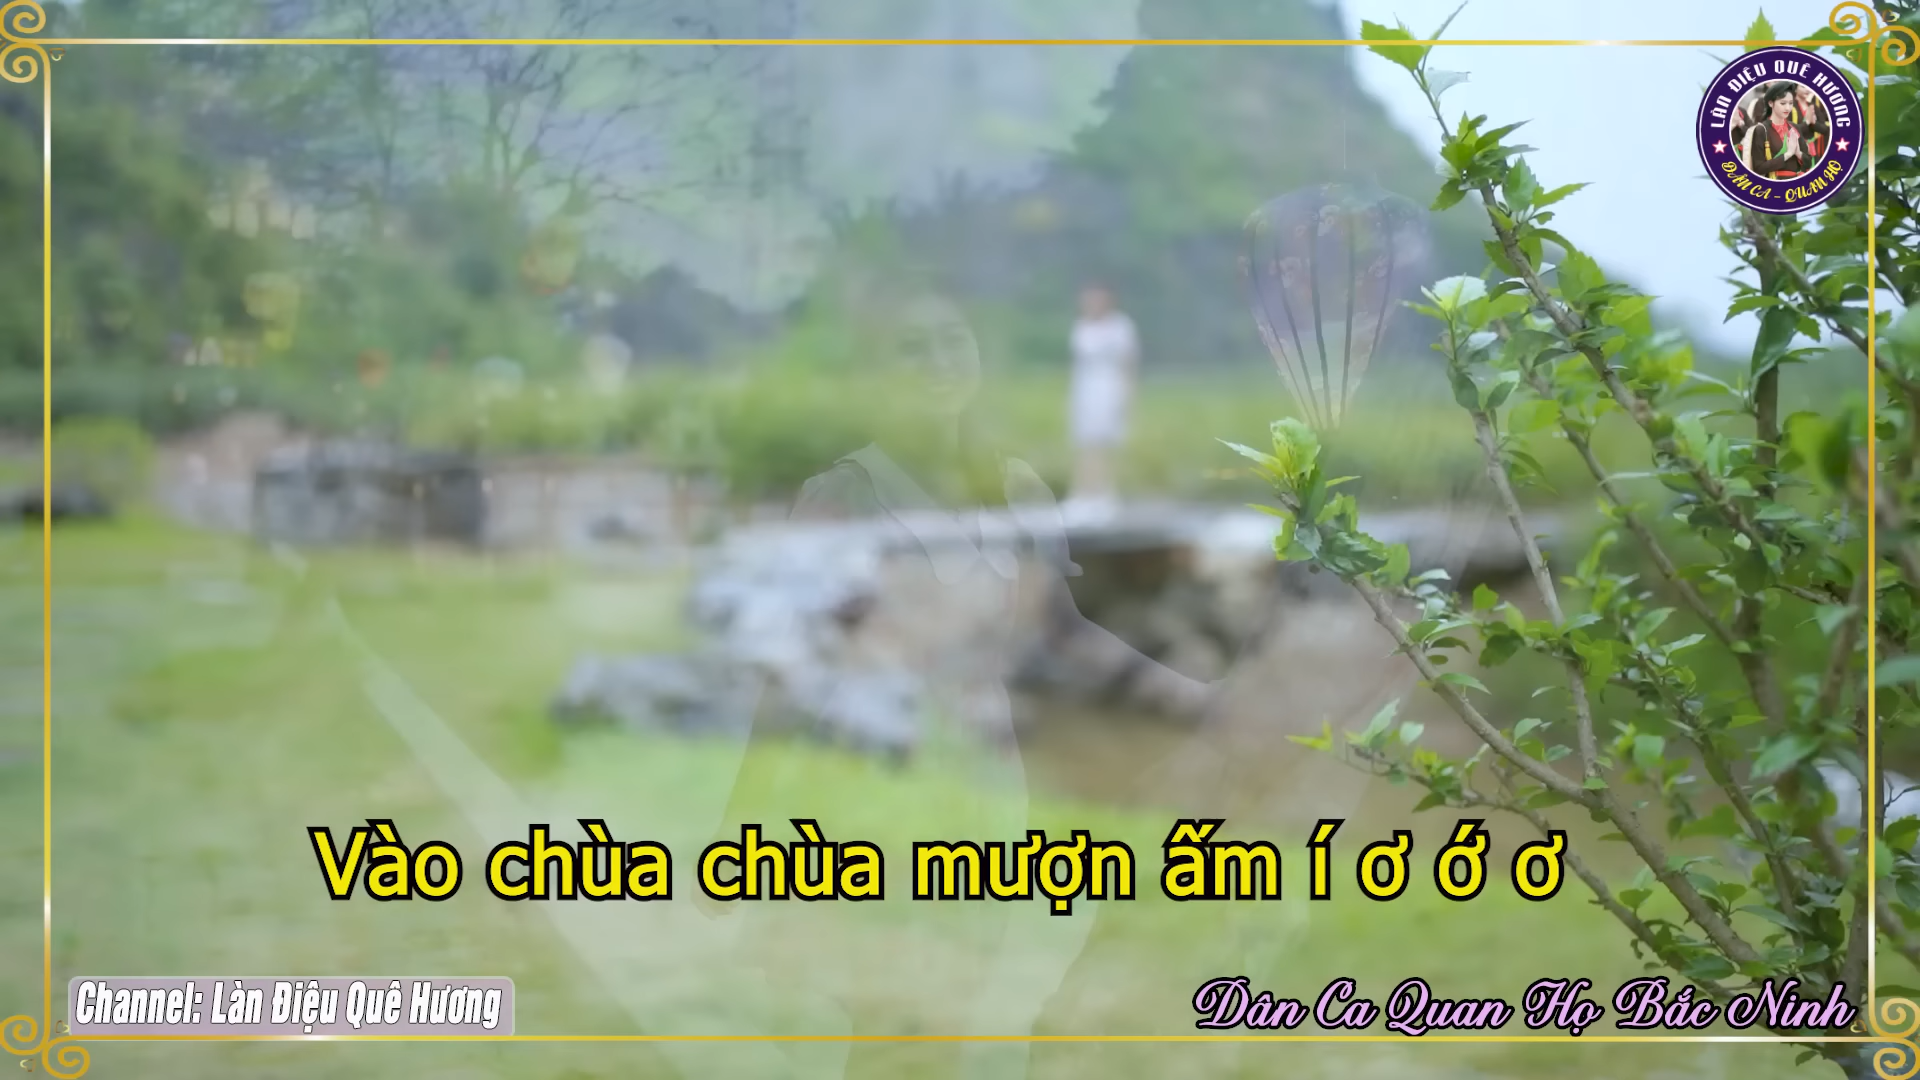 LÀN ĐIỆU QUÊ HƯƠNG
DÂN CA - QUAN HỌ
Vào chùa chùa mượn ấm í ơ ớ ơ
Channel: Làn Điệu Quê Hương
Dân Ca Quan Họ Bắc Ninh